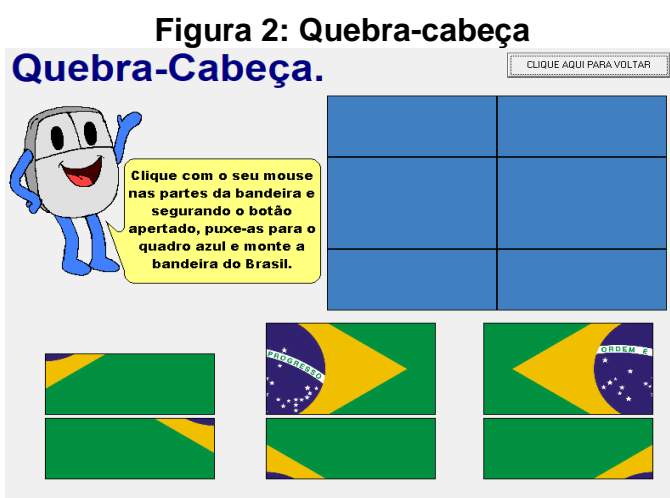 Figura 2: Quebra-cabeça
Quebra-Cabeça.
CLIQUE AQUI PARA VOLTAR
Clique com o seu mouse
nas partes da bandeira e
segurando o botão
apertado, puxe-as para o
quadro azul e monte a
bandeira do Brasil.
PROGRESSO
ORDEM E